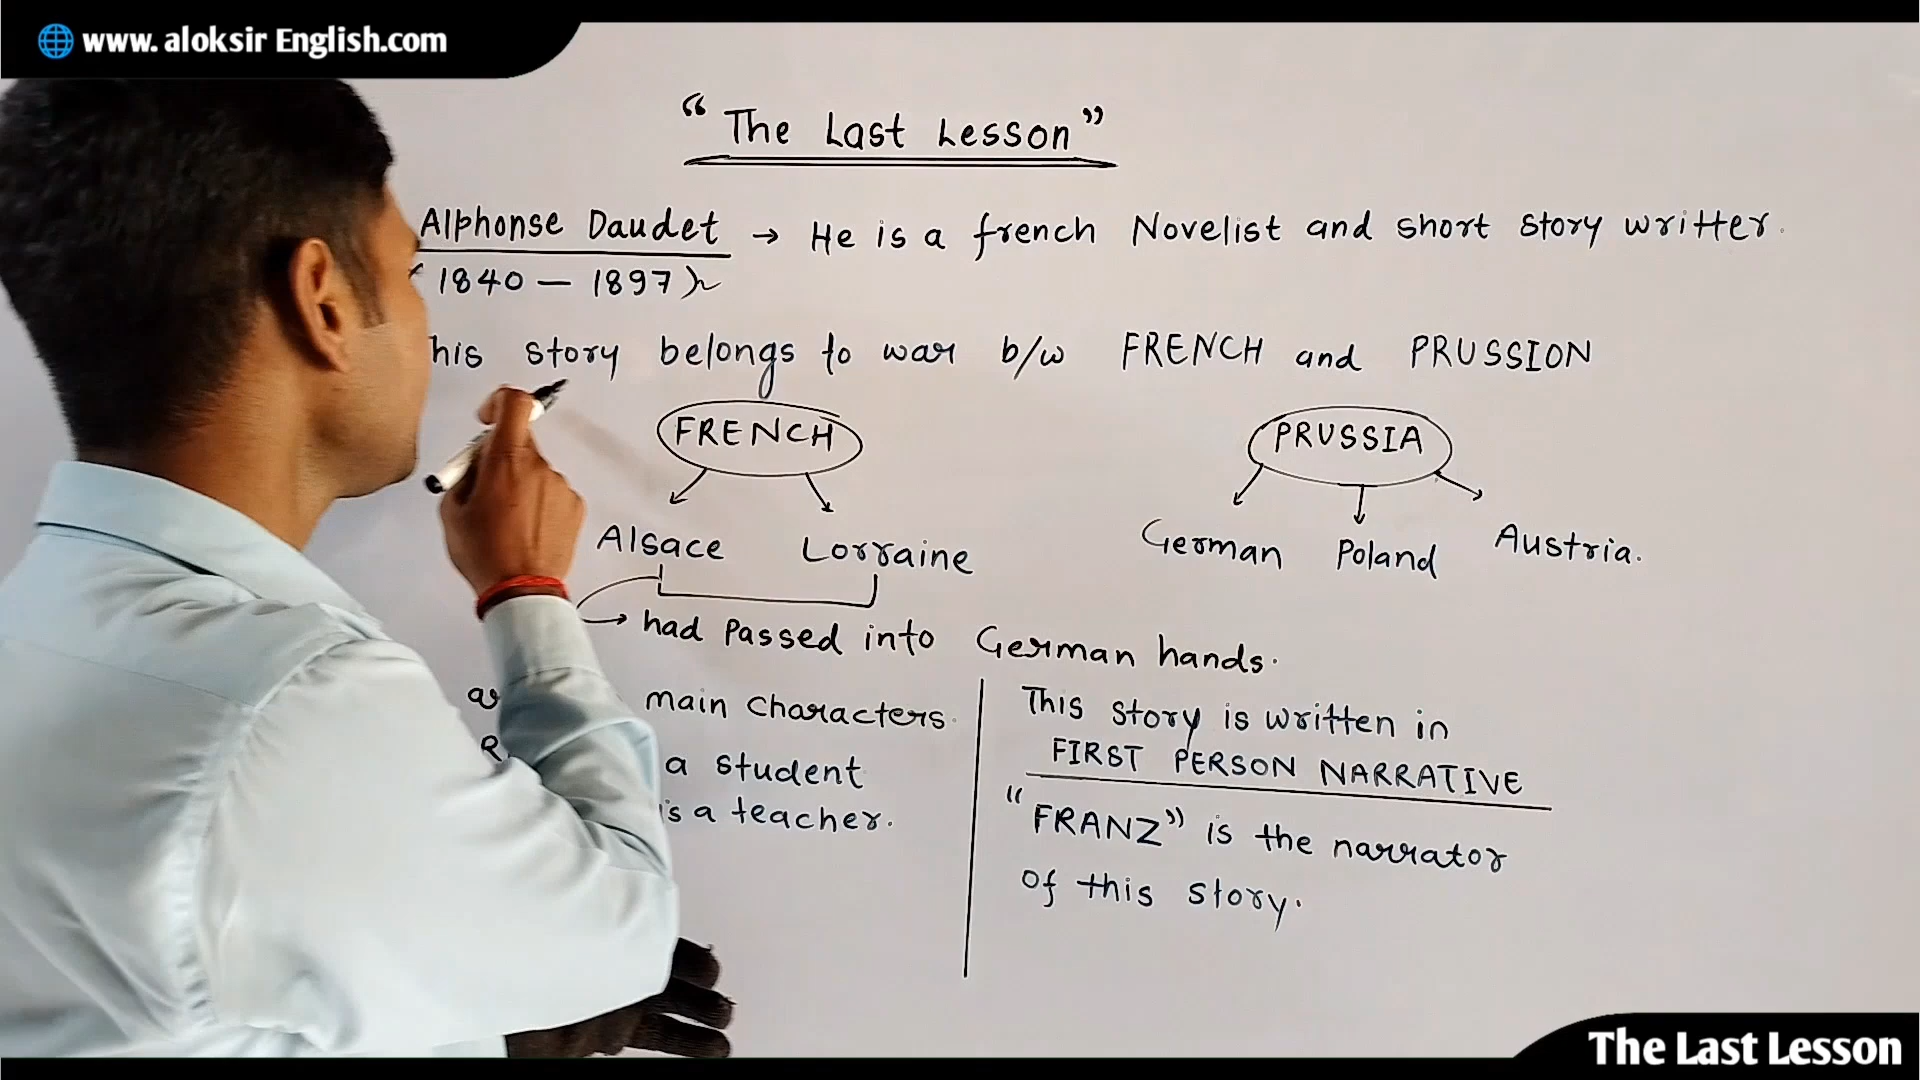 www. aloksir English.com
“The Last Lesson”
Alphonse Daudet → He is a french Novelist and short story writter.
(1840 — 1897)
his story belongs to war b/w FRENCH and PRUSSION
FRENCH PRUSSIA
Alsace Lorraine German Poland Austria.
→ had Passed into German hands.
main characters.
a student
is a teacher.
This story is written in
FIRST PERSON NARRATIVE
“FRANZ” is the narrator
of this story.
The Last Lesson